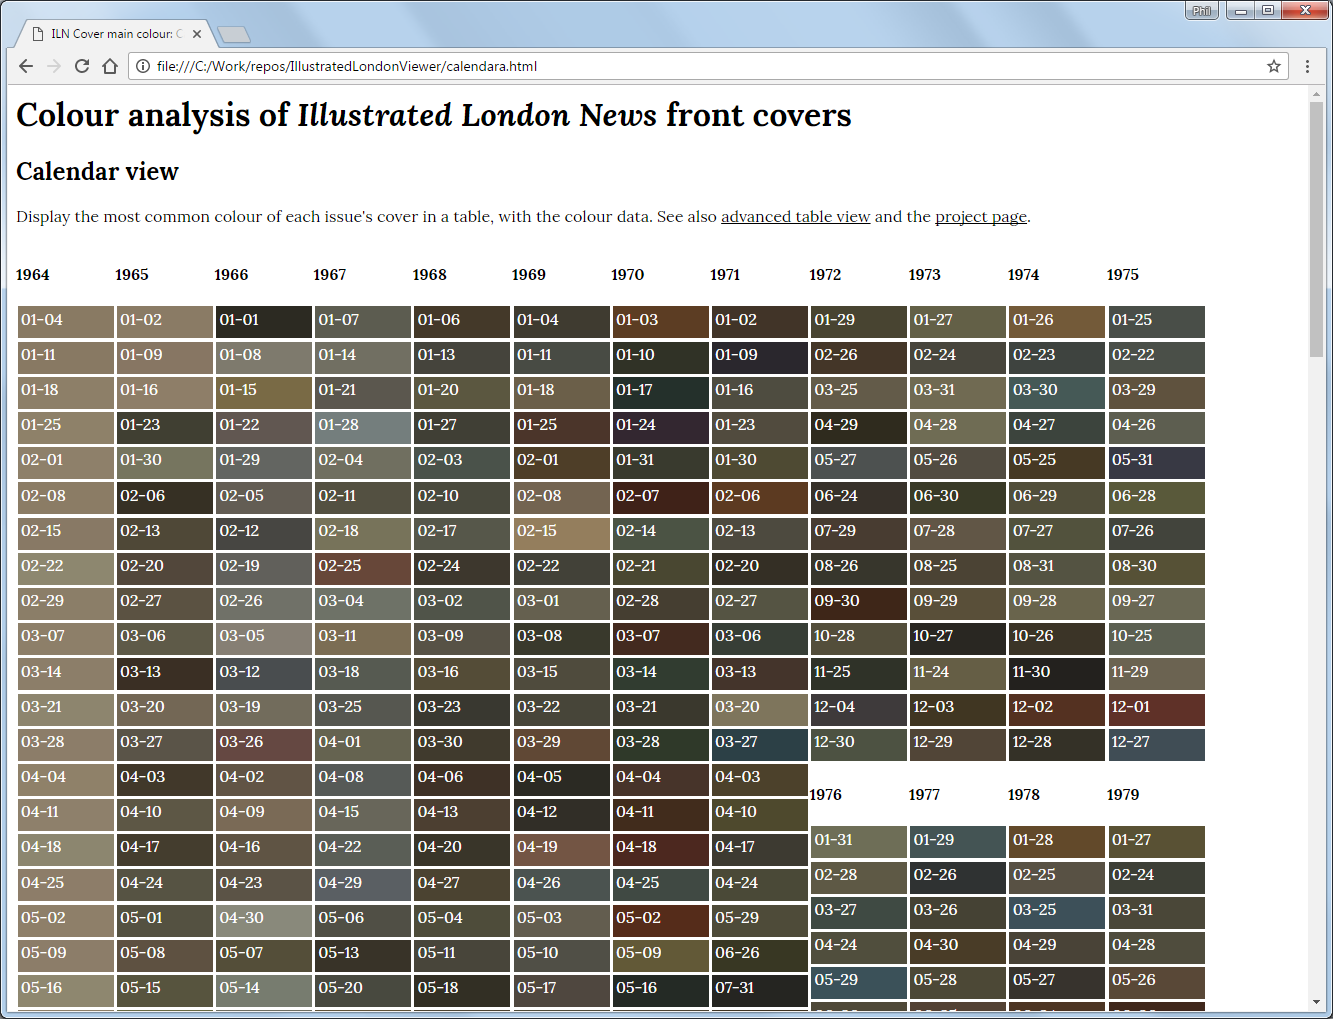 Phil
ILN Cover main colour: C
file:///C:/Work/repos/IllustratedLondonViewer/calendara.html
Colour analysis of Illustrated London News front covers
Calendar view
Display the most common colour of each issue's cover in a table, with the colour data. See also advanced table view and the project page.
1964 1965 1966 1967 1968 1969 1970 1971 1972 1973 1974 1975
01-04 01-02 01-01 01-07 01-06 01-04 01-03 01-02 01-29 01-27 01-26 01-25
01-11 01-09 01-08 01-14 01-13 01-11 01-10 01-09 02-26 02-24 02-23 02-22
01-18 01-16 01-15 01-21 01-20 01-18 01-17 01-16 03-25 03-31 03-30 03-29
01-25 01-23 01-22 01-28 01-27 01-25 01-24 01-23 04-29 04-28 04-27 04-26
02-01 01-30 01-29 02-04 02-03 02-01 01-31 01-30 05-27 05-26 05-25 05-31
02-08 02-06 02-05 02-11 02-10 02-08 02-07 02-06 06-24 06-30 06-29 06-28
02-15 02-13 02-12 02-18 02-17 02-15 02-14 02-13 07-29 07-28 07-27 07-26
02-22 02-20 02-19 02-25 02-24 02-22 02-21 02-20 08-26 08-25 08-31 08-30
02-29 02-27 02-26 03-04 03-02 03-01 02-28 02-27 09-30 09-29 09-28 09-27
03-07 03-06 03-05 03-11 03-09 03-08 03-07 03-06 10-28 10-27 10-26 10-25
03-14 03-13 03-12 03-18 03-16 03-15 03-14 03-13 11-25 11-24 11-30 11-29
03-21 03-20 03-19 03-25 03-23 03-22 03-21 03-20 12-04 12-03 12-02 12-01
03-28 03-27 03-26 04-01 03-30 03-29 03-28 03-27 12-30 12-29 12-28 12-27
04-04 04-03 04-02 04-08 04-06 04-05 04-04 04-03
1976 1977 1978 1979
04-11 04-10 04-09 04-15 04-13 04-12 04-11 04-10
01-31 01-29 01-28 01-27
04-18 04-17 04-16 04-22 04-20 04-19 04-18 04-17
02-28 02-26 02-25 02-24
04-25 04-24 04-23 04-29 04-27 04-26 04-25 04-24
03-27 03-26 03-25 03-31
05-02 05-01 04-30 05-06 05-04 05-03 05-02 05-29
04-24 04-30 04-29 04-28
05-09 05-08 05-07 05-13 05-11 05-10 05-09 06-26
05-29 05-28 05-27 05-26
05-16 05-15 05-14 05-20 05-18 05-17 05-16 07-31